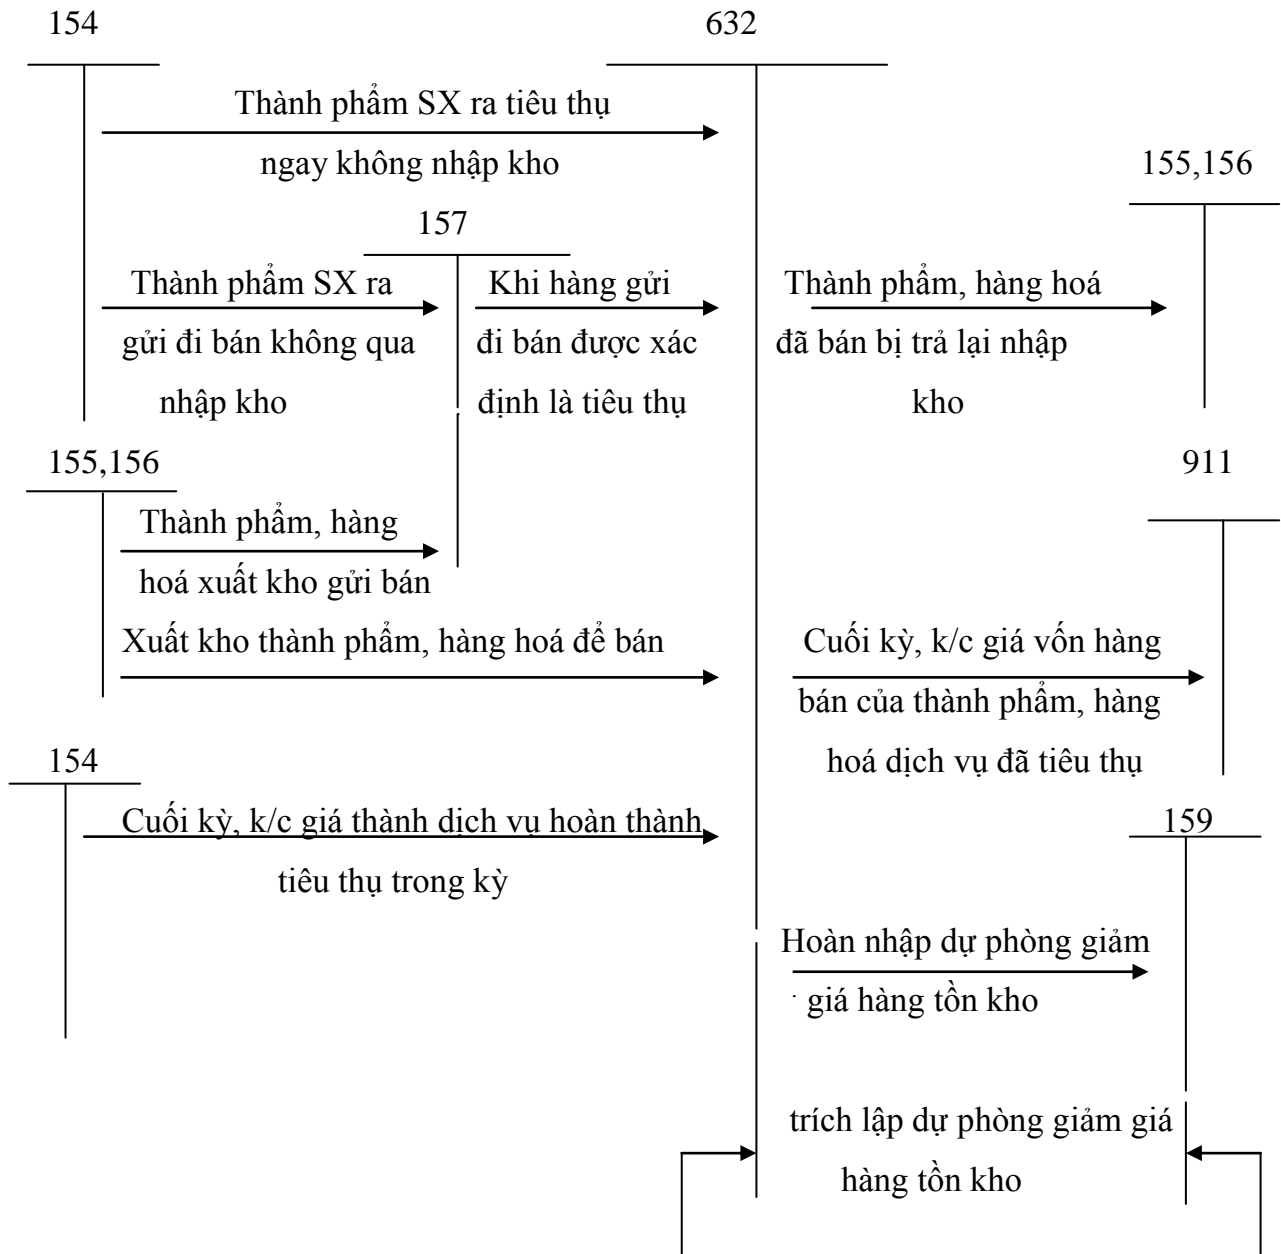 154
632
Thành phẩm SX ra tiêu thụ
ngay không nhập kho
155,156
157
Thành phẩm SX ra
gửi đi bán không qua
nhập kho
Khi hàng gửi
đi bán được xác
định là tiêu thụ
Thành phẩm, hàng hoá
đã bán bị trả lại nhập
kho
155,156
911
Thành phẩm, hàng
hoá xuất kho gửi bán
Xuất kho thành phẩm, hàng hoá để bán
Cuối kỳ, k/c giá vốn hàng
bán của thành phẩm, hàng
hoá dịch vụ đã tiêu thụ
154
Cuối kỳ, k/c giá thành dịch vụ hoàn thành
tiêu thụ trong kỳ
159
Hoàn nhập dự phòng giảm
giá hàng tồn kho
trích lập dự phòng giảm giá
hàng tồn kho